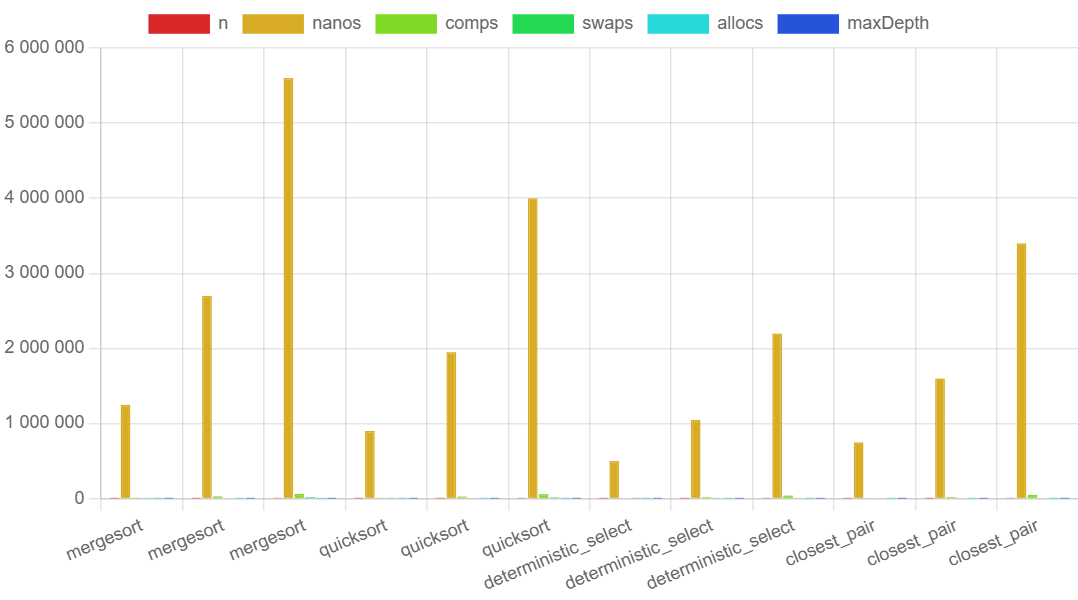 n nanos comps swaps allocs maxDepth
6 000 000
5 000 000
4 000 000
3 000 000
2 000 000
1 000 000
0
mergesort mergesort mergesort quicksort quicksort quicksort deterministic_select deterministic_select deterministic_select closest_pair closest_pair closest_pair